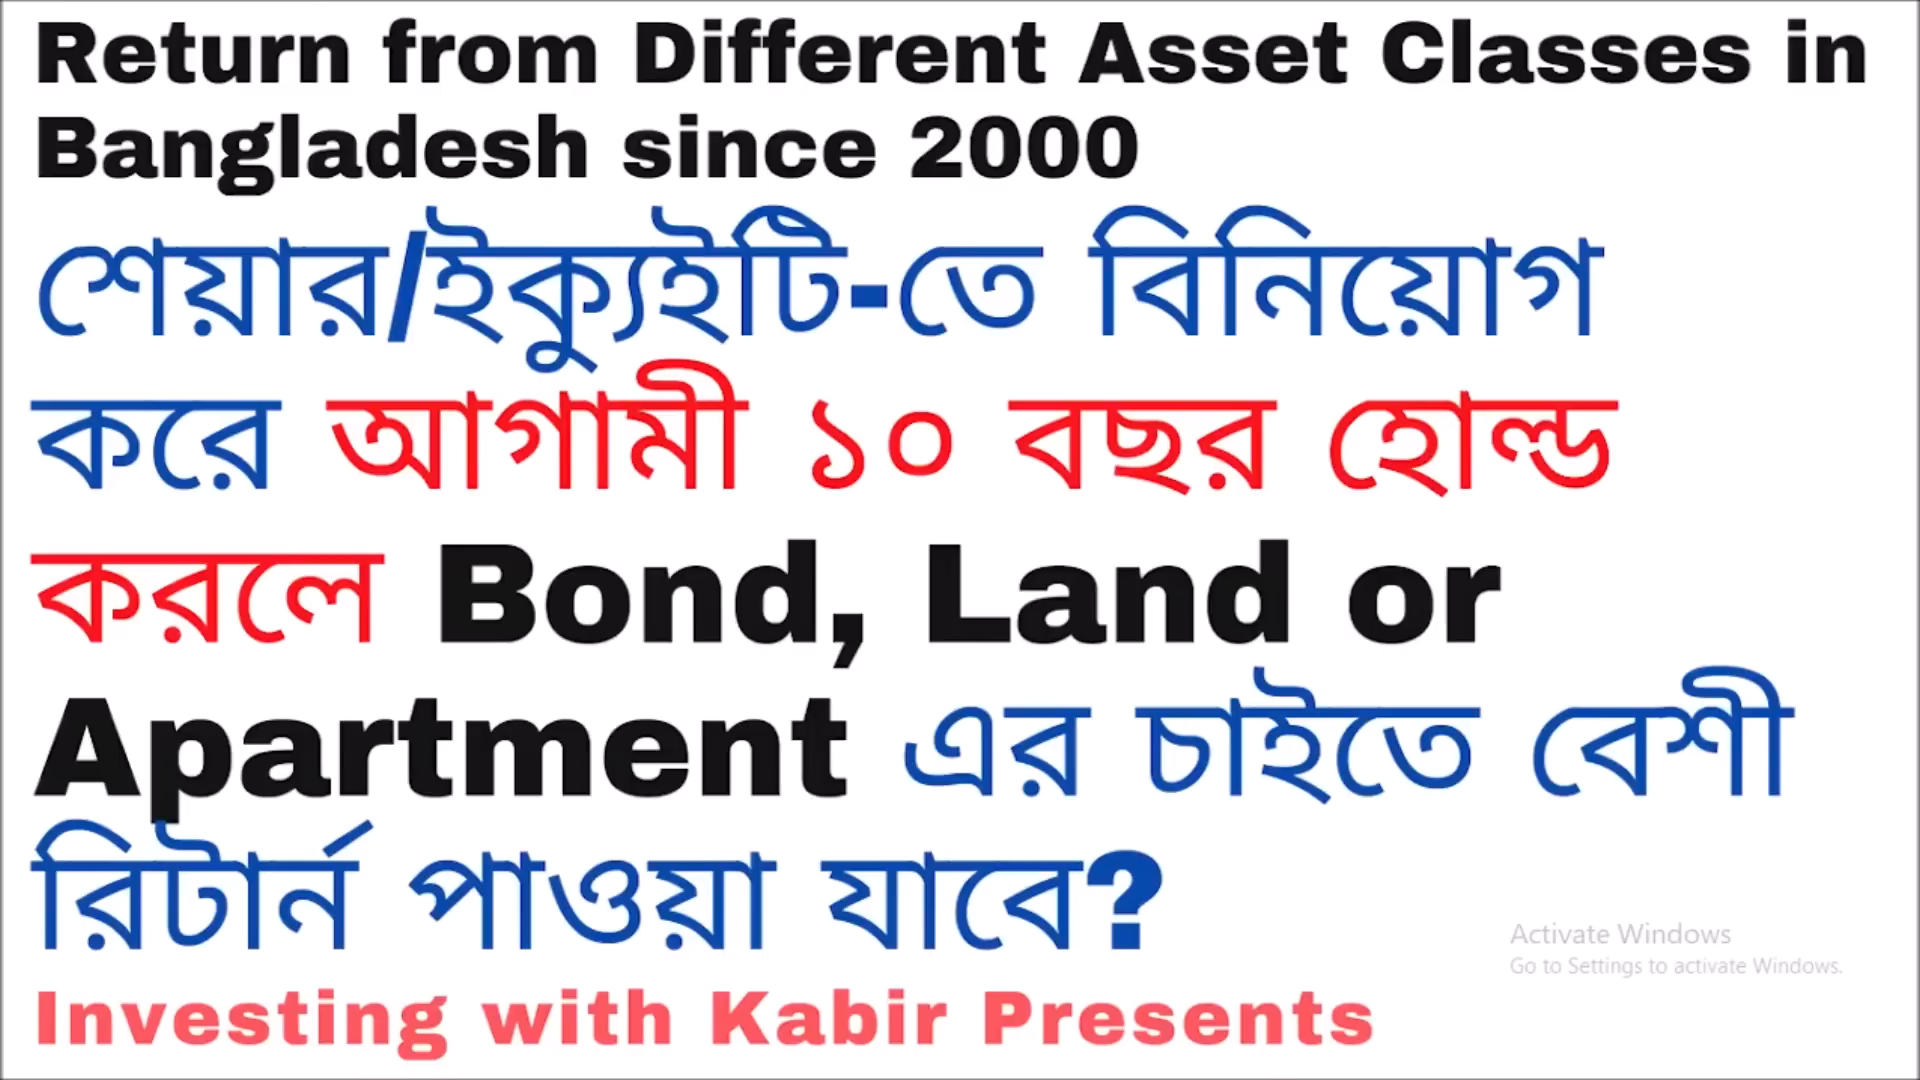 Return from Different Asset Classes in
Bangladesh since 2000
শেয়ার/ইক্যুইটি-তে বিনিয়োগ
করে আগামী ১০ বছর হোল্ড
করলে Bond, Land or
Apartment এর চাইতে বেশী
রিটার্ন পাওয়া যাবে?
Activate Windows
Go to Settings to activate Windows.
Investing with Kabir Presents